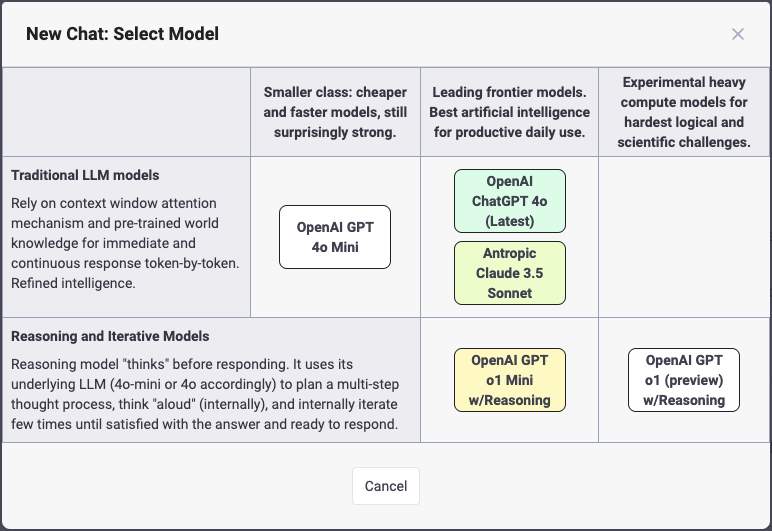 New Chat: Select Model
Smaller class: cheaper
and faster models, still
surprisingly strong.
Leading frontier models.
Best artificial intelligence
for productive daily use.
Experimental heavy
compute models for
hardest logical and
scientific challenges.
Traditional LLM models
Rely on context window attention
mechanism and pre-trained world
knowledge for immediate and
continuous response token-by-token.
Refined intelligence.
OpenAI GPT
4o Mini
OpenAI
ChatGPT 4o
(Latest)
Antropic
Claude 3.5
Sonnet
Reasoning and Iterative Models
Reasoning model "thinks" before responding. It uses its
underlying LLM (4o-mini or 4o accordingly) to plan a multi-step
thought process, think "aloud" (internally), and internally iterate
few times until satisfied with the answer and ready to respond.
OpenAI GPT
o1 Mini
w/Reasoning
OpenAI GPT
o1 (preview)
w/Reasoning
Cancel